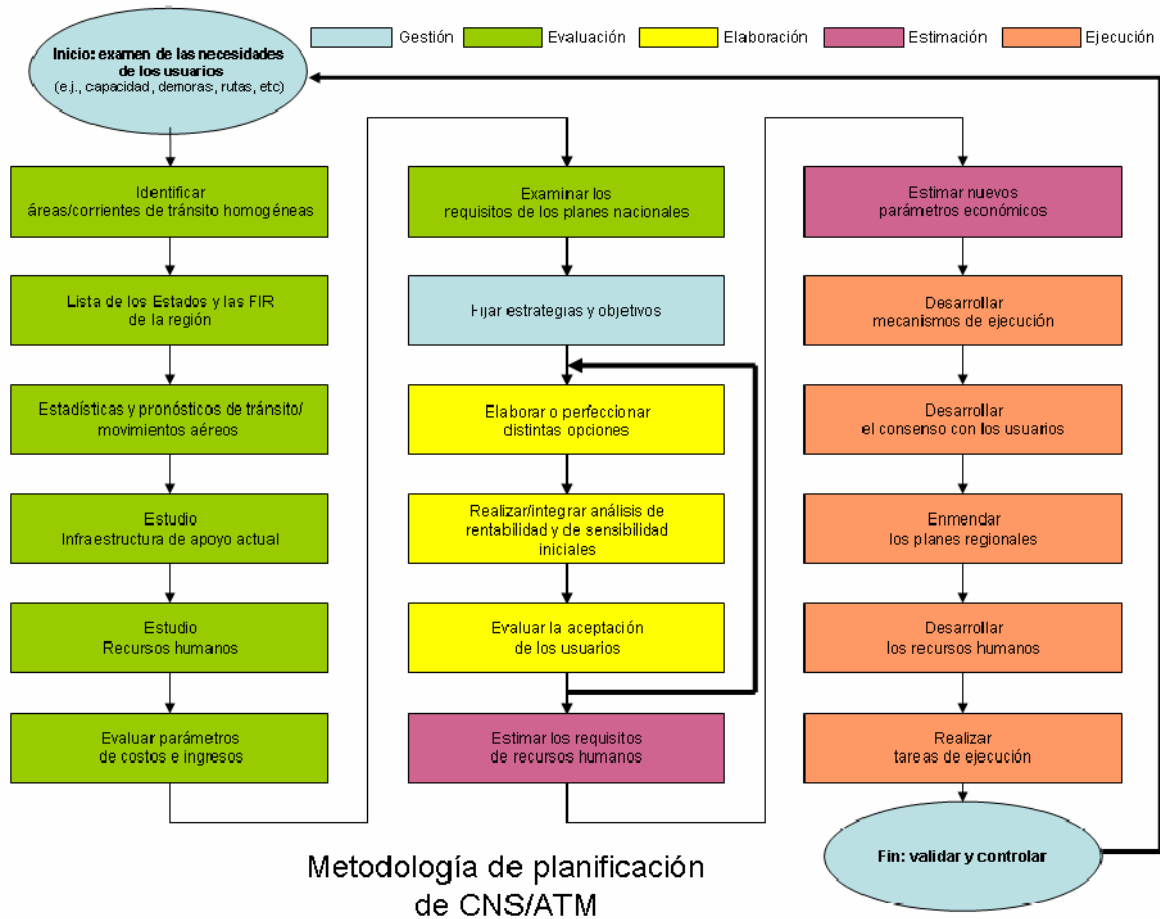 Inicio: examen de las necesidades
de los usuarios
(e.j., capacidad, demoras, rutas, etc)
Gestión
Evaluación
Elaboración
Estimación
Ejecución
Identificar
áreas/corrientes de tránsito homogéneas
Lista de los Estados y las FIR
de la región
Estadísticas y pronósticos de tránsito/
movimientos aéreos
Estudio
Infraestructura de apoyo actual
Estudio
Recursos humanos
Evaluar parámetros
de costos e ingresos
Examinar los
requisitos de los planes nacionales
Fijar estrategias y objetivos
Elaborar o perfeccionar
distintas opciones
Realizar/integrar análisis de
rentabilidad y de sensibilidad
iniciales
Evaluar la aceptación
de los usuarios
Estimar los requisitos
de recursos humanos
Estimar nuevos
parámetros económicos
Desarrollar
mecanismos de ejecución
Desarrollar
el consenso con los usuarios
Enmendar
los planes regionales
Desarrollar
los recursos humanos
Realizar
tareas de ejecución
Fin: validar y controlar
Metodología de planificación
de CNS/ATM